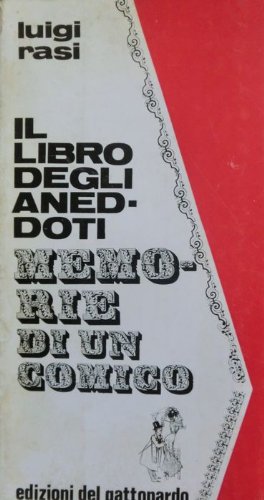 luigi
rasi
IL
LIBRO
DEGLI
ANED-
DOTI
MEMO-
RIE
DI UN
COMICO
edizioni del gattopardo